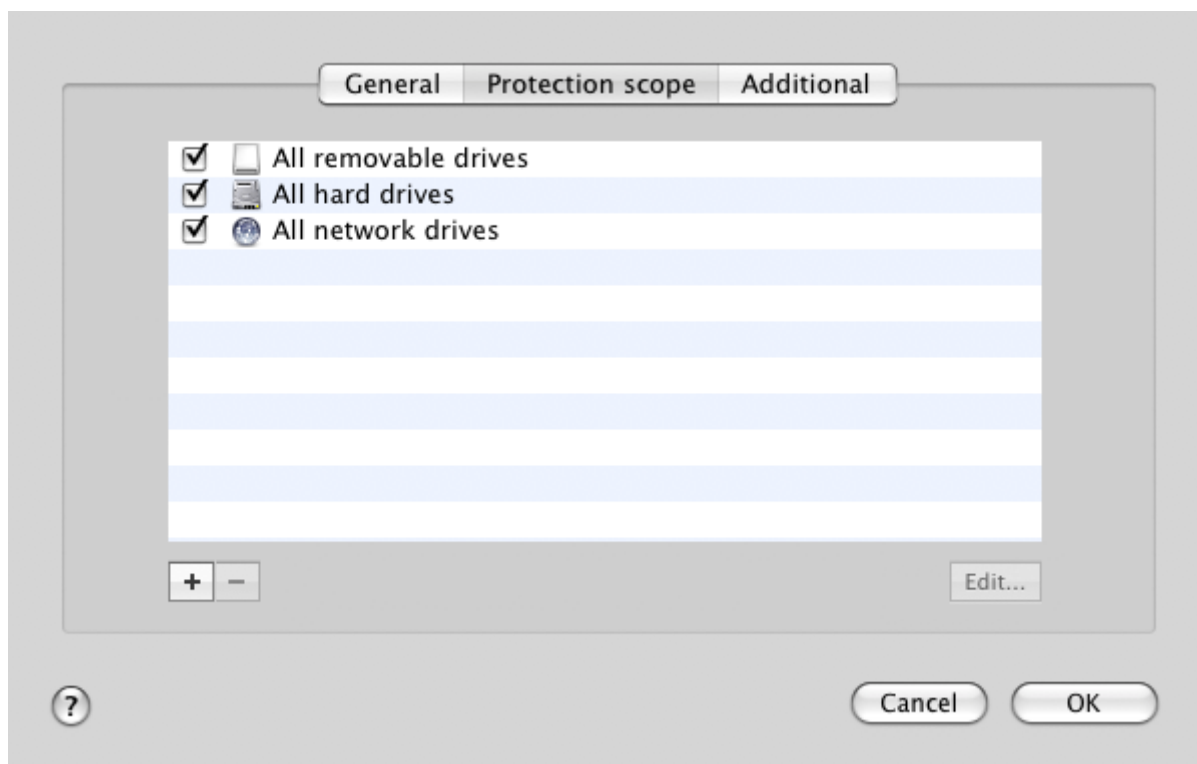 General Protection scope Additional
All removable drives
All hard drives
All network drives
+ − Edit...
? Cancel OK